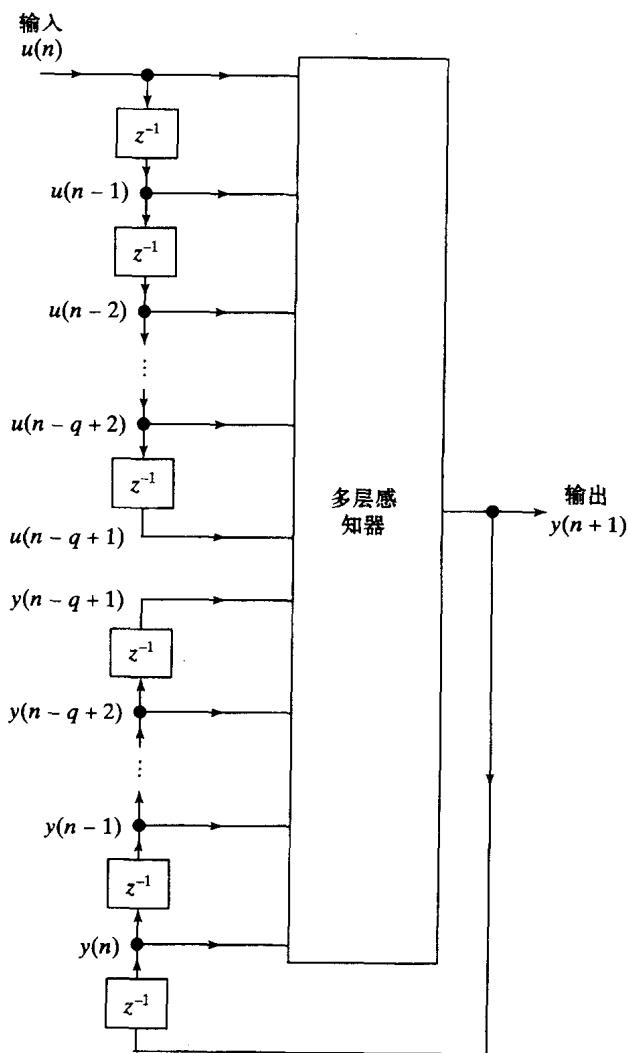 输入
u(n)
z⁻¹
u(n − 1)
z⁻¹
u(n − 2)
⋮
u(n − q + 2)
z⁻¹
u(n − q + 1)
多层感
知器
输出
y(n + 1)
y(n − q + 1)
z⁻¹
y(n − q + 2)
⋮
y(n − 1)
z⁻¹
y(n)
z⁻¹